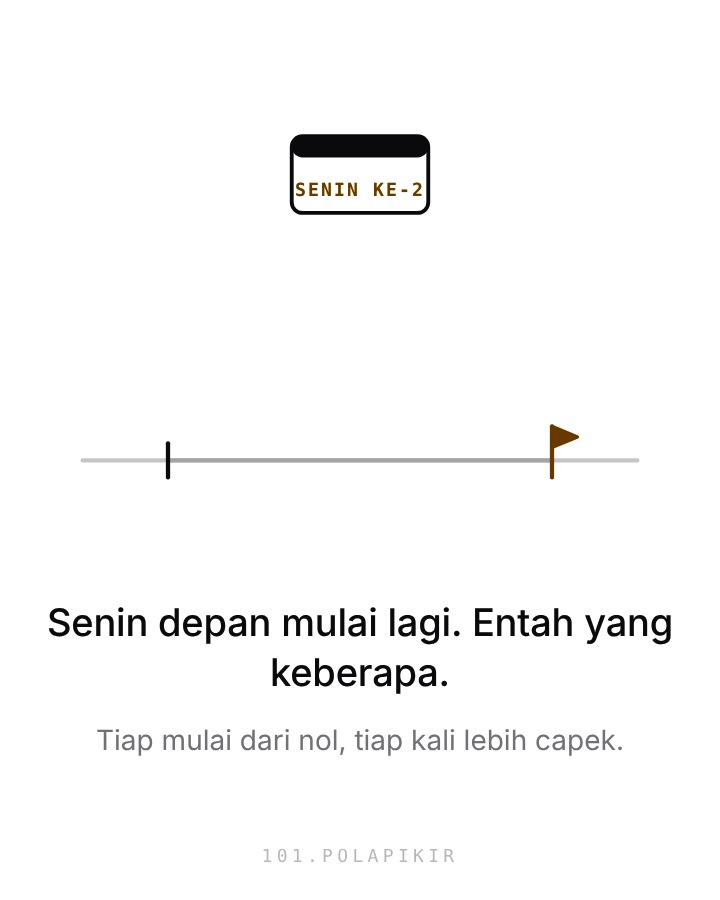 SENIN KE-2
Senin depan mulai lagi. Entah yang
keberapa.
Tiap mulai dari nol, tiap kali lebih capek.
101.POLAPIKIR